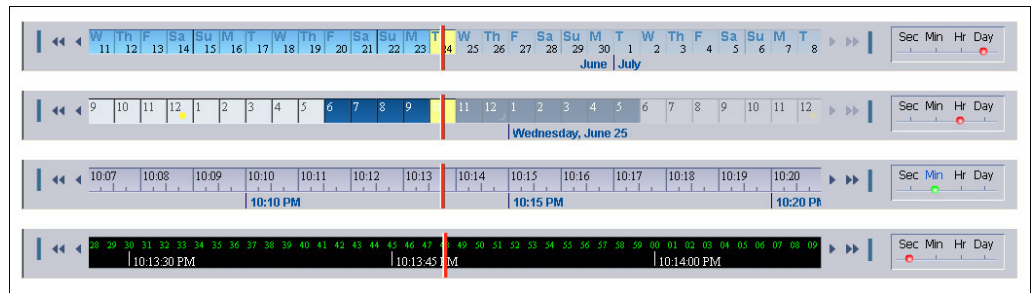 W Th F Sa Su M T W Th F Sa Su M T W Th F Sa Su M T W Th F Sa Su M T Sec Min Hr Day
11 12 13 14 15 16 17 18 19 20 21 22 23 24 25 26 27 28 29 30 1 2 3 4 5 6 7 8
June July
9 10 11 12 1 2 3 4 5 6 7 8 9 11 12 1 2 3 4 5 6 7 8 9 10 11 12 Sec Min Hr Day
Wednesday, June 25
10:07 10:08 10:09 10:10 10:11 10:12 10:13 10:14 10:15 10:16 10:17 10:18 10:19 10:20 Sec Min Hr Day
10:10 PM 10:15 PM 10:20 PM
28 29 30 31 32 33 34 35 36 37 38 39 40 41 42 43 44 45 46 47 48 49 50 51 52 53 54 55 56 57 58 59 00 01 02 03 04 05 06 07 08 09 Sec Min Hr Day
10:13:30 PM 10:13:45 PM 10:14:00 PM